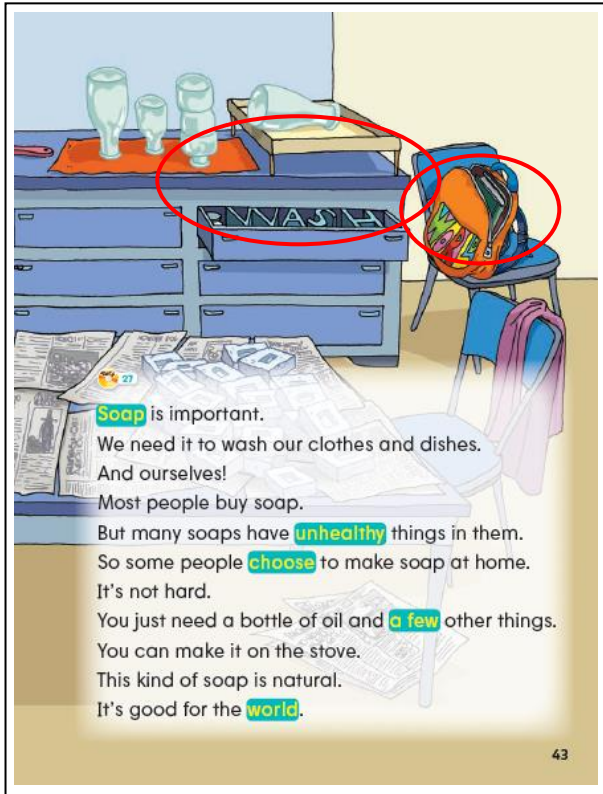 WASH
27
Soap is important.
We need it to wash our clothes and dishes.
And ourselves!
Most people buy soap.
But many soaps have unhealthy things in them.
So some people choose to make soap at home.
It's not hard.
You just need a bottle of oil and a few other things.
You can make it on the stove.
This kind of soap is natural.
It's good for the world.
43